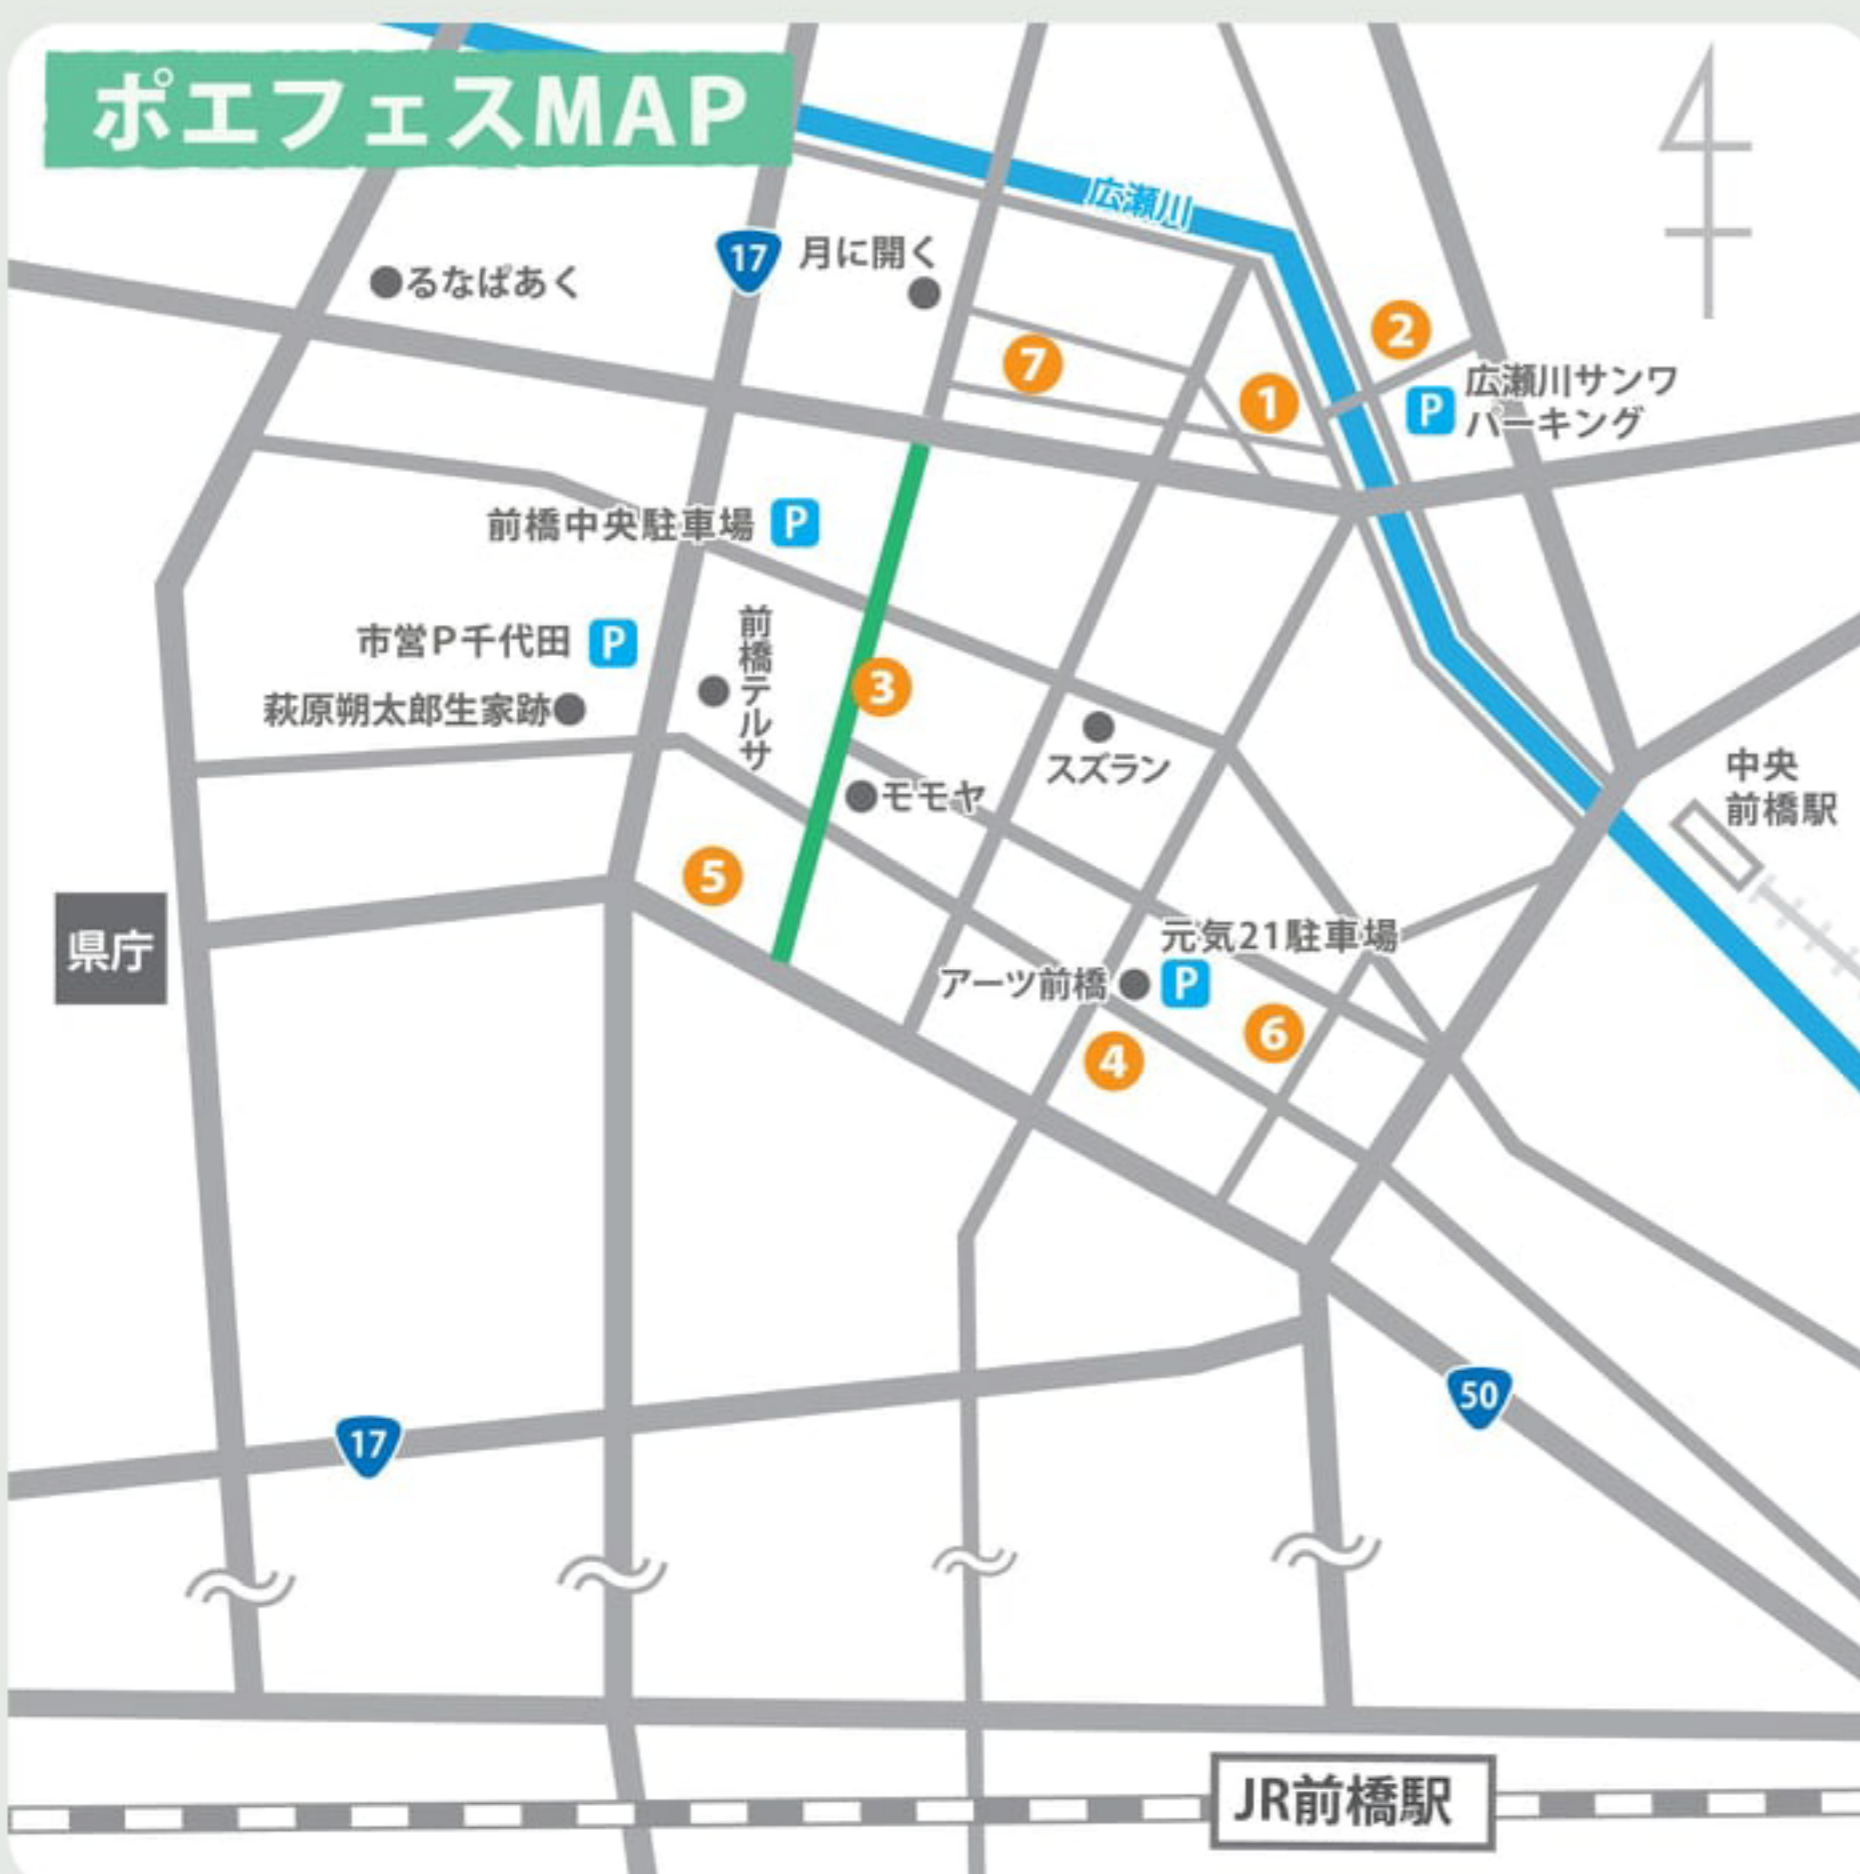 ポエフェスMAP
広瀬川
17
月に開く
るなぱあく
2
7
1
広瀬川サンワ
パーキング
P
前橋中央駐車場 P
市営P千代田 P
前橋テルサ
3
萩原朔太郎生家跡
スズラン
モモヤ
中央
前橋駅
5
県庁
元気21駐車場
アーツ前橋 P
6
4
50
17
JR前橋駅